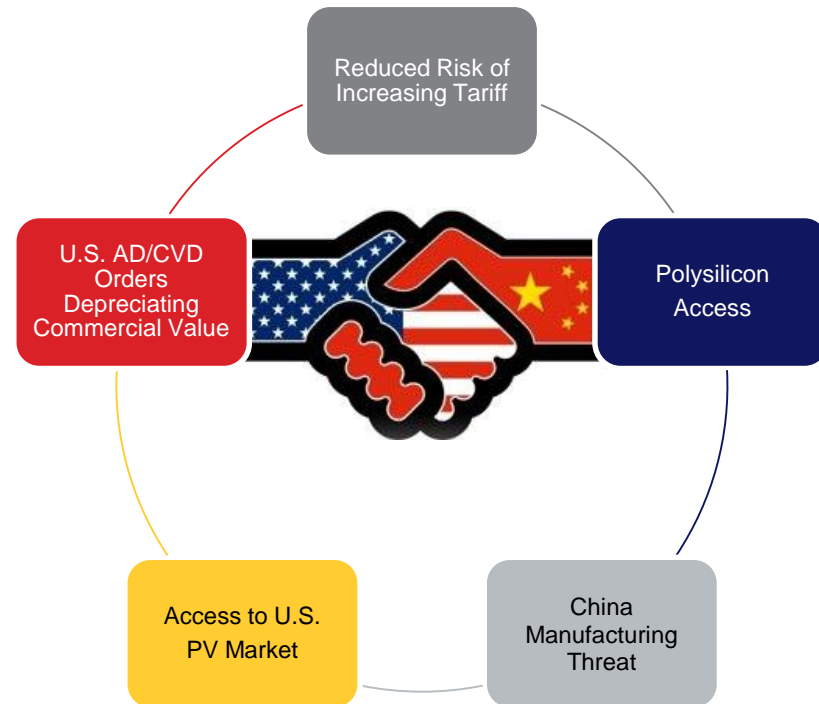 Reduced Risk of
Increasing Tariff
U.S. AD/CVD
Orders
Depreciating
Commercial Value
Polysilicon
Access
Access to U.S.
PV Market
China
Manufacturing
Threat